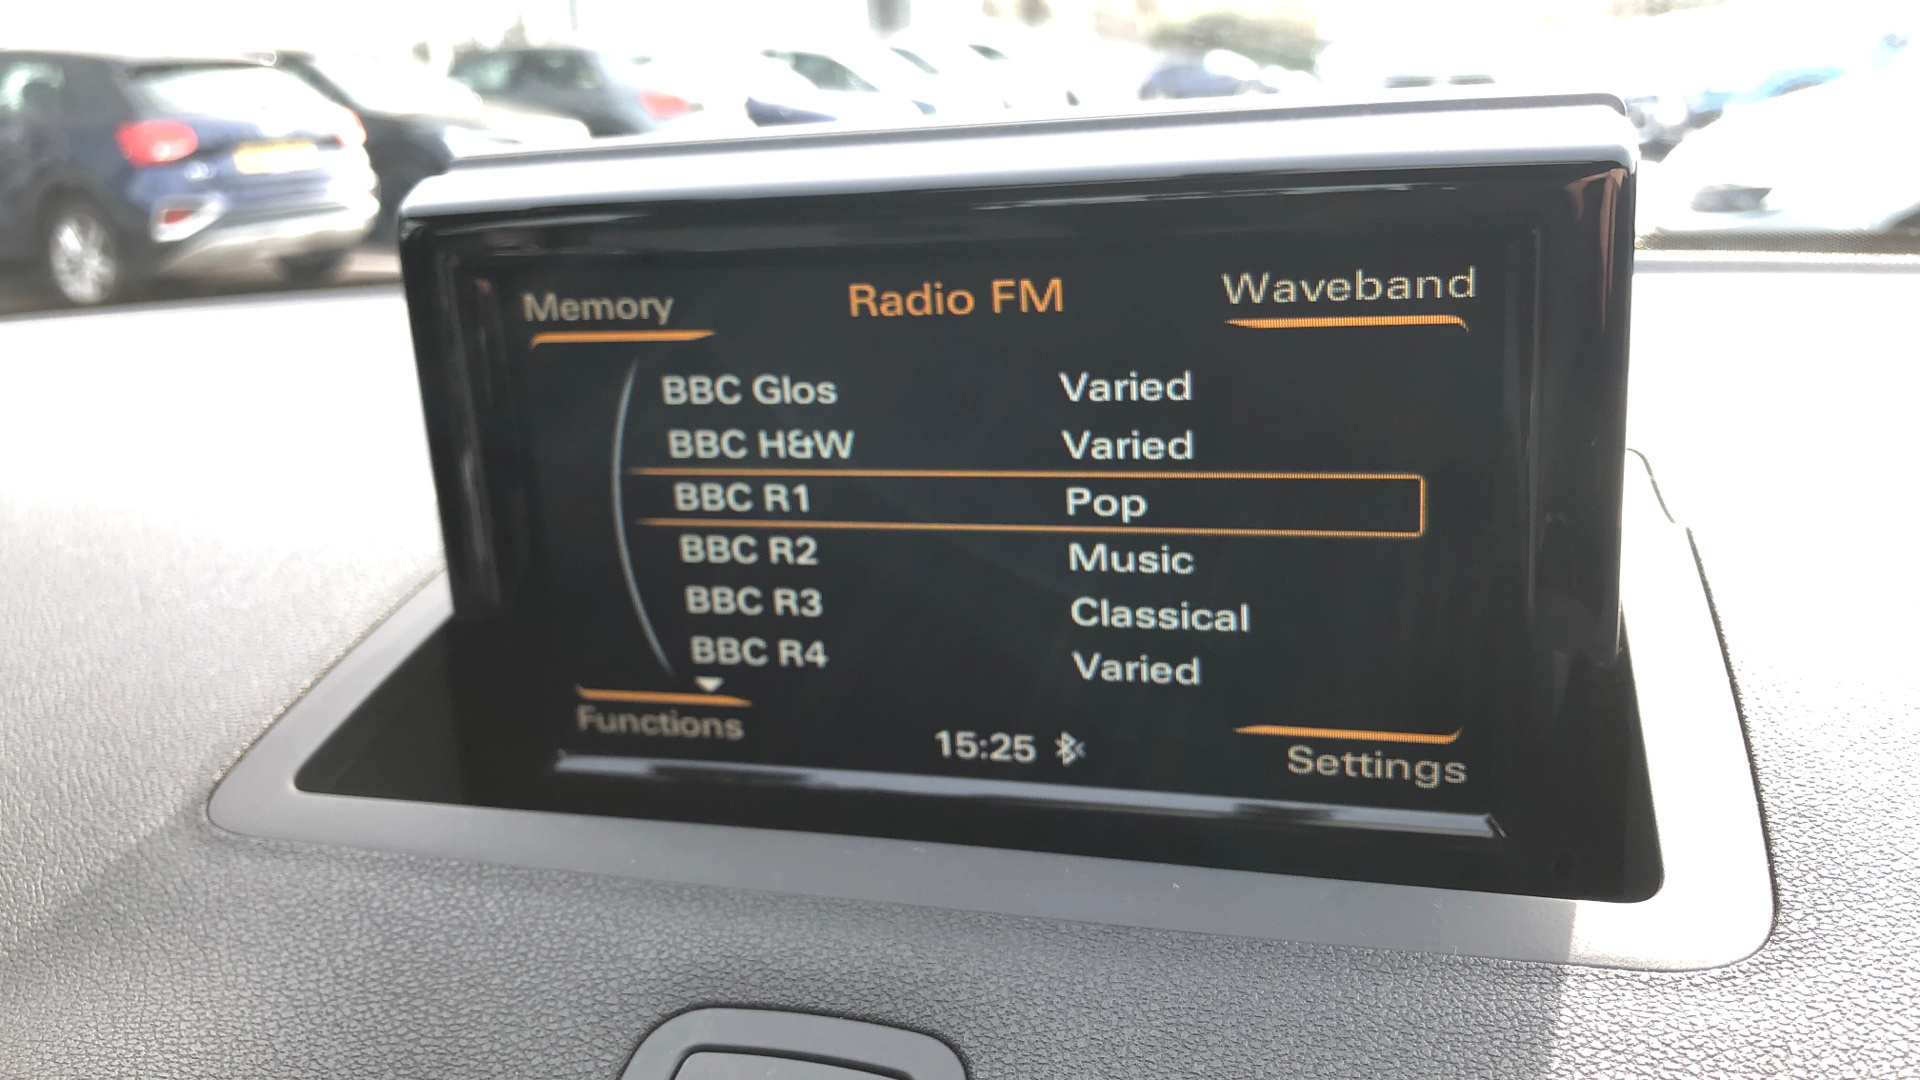 Memory Radio FM Waveband
BBC Glos Varied
BBC H&W Varied
BBC R1 Pop
BBC R2 Music
BBC R3 Classical
BBC R4 Varied
Functions 15:25 Settings